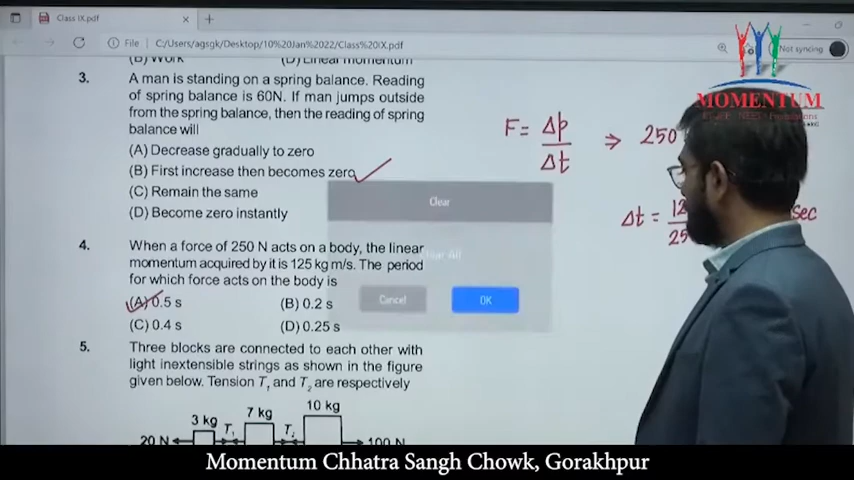 Class IX.pdf
File | C:/Users/agsgk/Desktop/10%20Jan%2022/Class%20IX.pdf
Not syncing
MOMENTUM
(B) Work (D) Linear momentum
3. A man is standing on a spring balance. Reading
of spring balance is 60N. If man jumps outside
from the spring balance, then the reading of spring
balance will
(A) Decrease gradually to zero
(B) First increase then becomes zero
(C) Remain the same
(D) Become zero instantly
4. When a force of 250 N acts on a body, the linear
momentum acquired by it is 125 kg m/s. The period
for which force acts on the body is
(A) 0.5 s (B) 0.2 s
(C) 0.4 s (D) 0.25 s
5. Three blocks are connected to each other with
light inextensible strings as shown in the figure
given below. Tension T₁ and T₂ are respectively
3 kg T₁ 7 kg T₂ 10 kg
20 N 100 N
F = Δp/Δt ⇒ 250
Δt = 12 sec
25
Clear
Clear All
Cancel OK
Momentum Chhatra Sangh Chowk, Gorakhpur